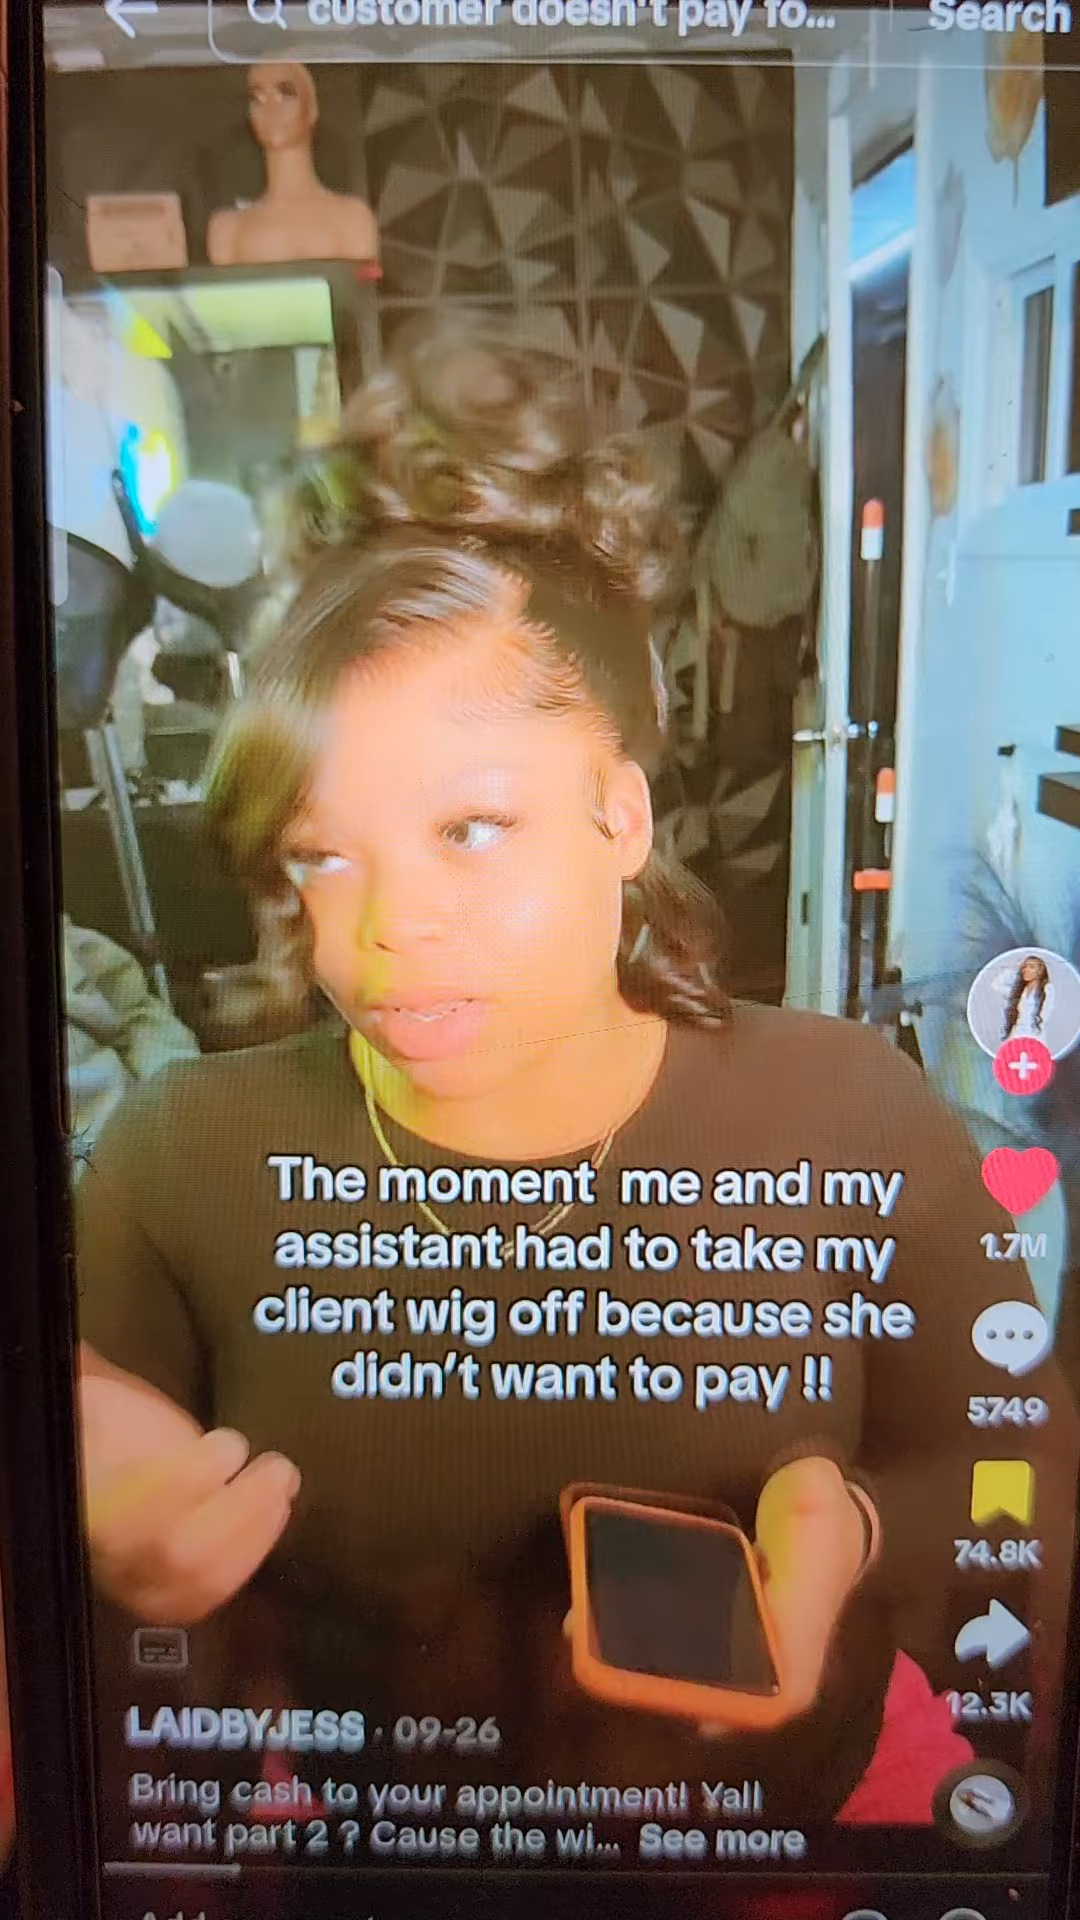 customer doesn't pay fo...
Search
The moment me and my
assistant had to take my
client wig off because she
didn't want to pay !!
1.7M
5749
74.8K
12.3K
LAIDBYJESS · 09-26
Bring cash to your appointment! Yall
want part 2 ? Cause the wi... See more